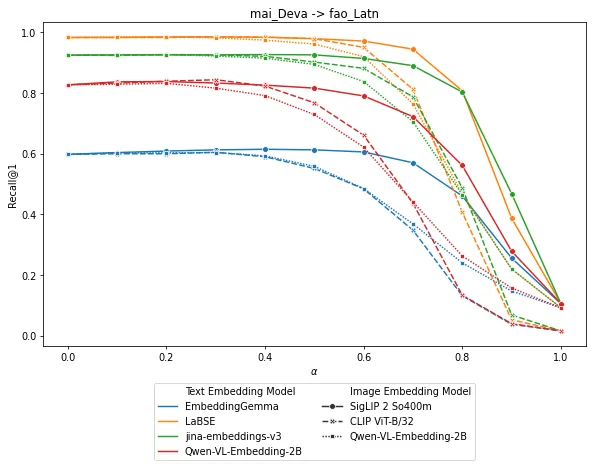 mai_Deva -> fao_Latn
1.0
0.8
0.6
0.4
0.2
0.0
Recall@1
0.0 0.2 0.4 0.6 0.8 1.0
α
Text Embedding Model
EmbeddingGemma
LaBSE
jina-embeddings-v3
Qwen-VL-Embedding-2B
Image Embedding Model
SigLIP 2 So400m
CLIP ViT-B/32
Qwen-VL-Embedding-2B